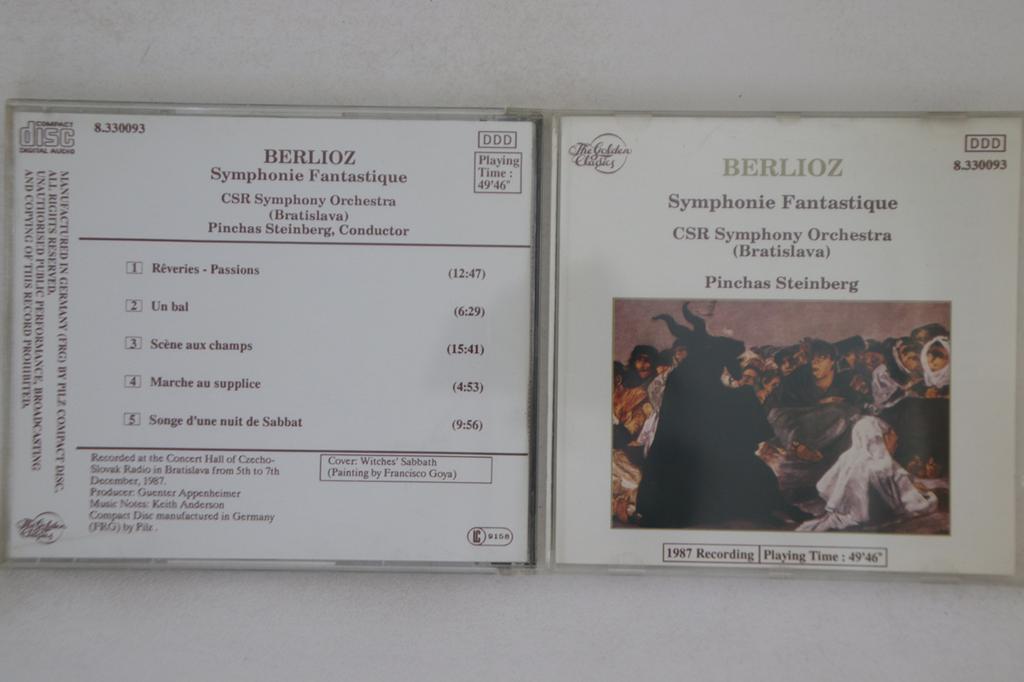 COMPACT
disc
DIGITAL AUDIO
8.330093
DDD
Playing
Time :
49'46"
BERLIOZ
Symphonie Fantastique
CSR Symphony Orchestra
(Bratislava)
Pinchas Steinberg, Conductor
MANUFACTURED IN GERMANY (FRG) BY PILZ COMPACT DISC.
ALL RIGHTS RESERVED.
UNAUTHORISED PUBLIC PERFORMANCE, BROADCASTING
AND COPYING OF THIS RECORD PROHIBITED.
1 Rêveries - Passions (12:47)
2 Un bal (6:29)
3 Scène aux champs (15:41)
4 Marche au supplice (4:53)
5 Songe d'une nuit de Sabbat (9:56)
Recorded at the Concert Hall of Czecho-
Slovak Radio in Bratislava from 5th to 7th
December, 1987.
Producer: Guenter Appenheimer
Music Notes: Keith Anderson
Compact Disc manufactured in Germany
(FRG) by Pilz .
Cover: Witches' Sabbath
(Painting by Francisco Goya)
The Golden
Classics
LC 9158
The Golden
Classics
DDD
8.330093
BERLIOZ
Symphonie Fantastique
CSR Symphony Orchestra
(Bratislava)
Pinchas Steinberg
1987 Recording Playing Time : 49'46"